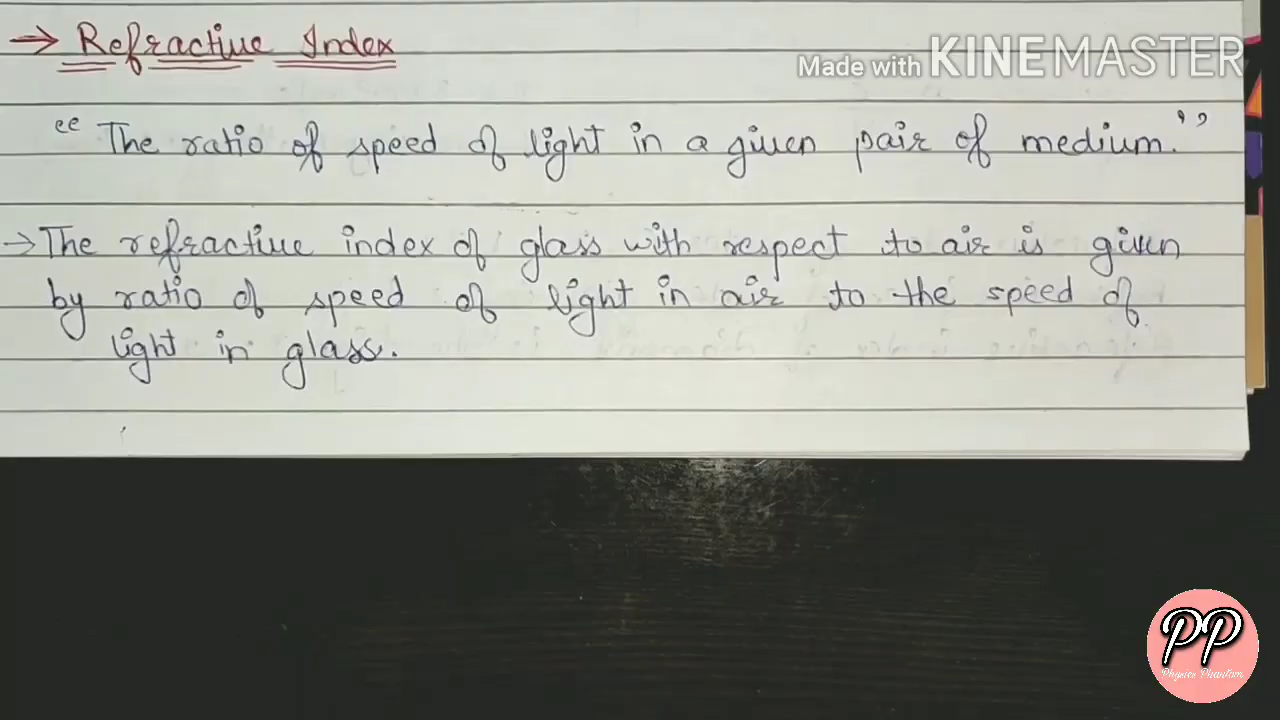 → Refractive Index
Made with KINEMASTER
“ The ratio of speed of light in a given pair of medium.”
→ The refractive index of glass with respect to air is given
by ratio of speed of light in air to the speed of
light in glass.
PP
Physics Phantom